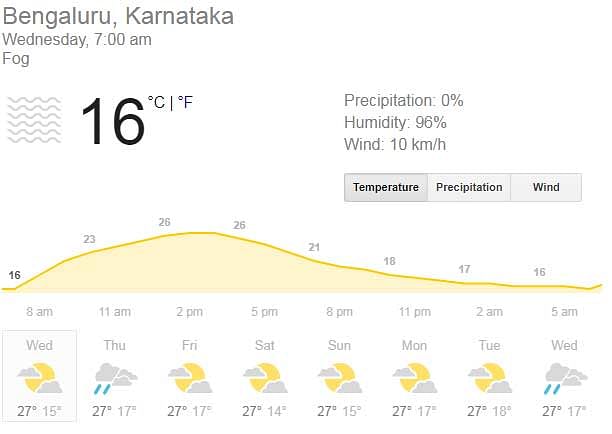 Bengaluru, Karnataka
Wednesday, 7:00 am
Fog
16 °C | °F
Precipitation: 0%
Humidity: 96%
Wind: 10 km/h
Temperature Precipitation Wind
16 23 26 26 21 18 17 16
8 am 11 am 2 pm 5 pm 8 pm 11 pm 2 am 5 am
Wed Thu Fri Sat Sun Mon Tue Wed
27° 15° 27° 17° 27° 17° 27° 14° 27° 15° 27° 17° 27° 18° 27° 17°